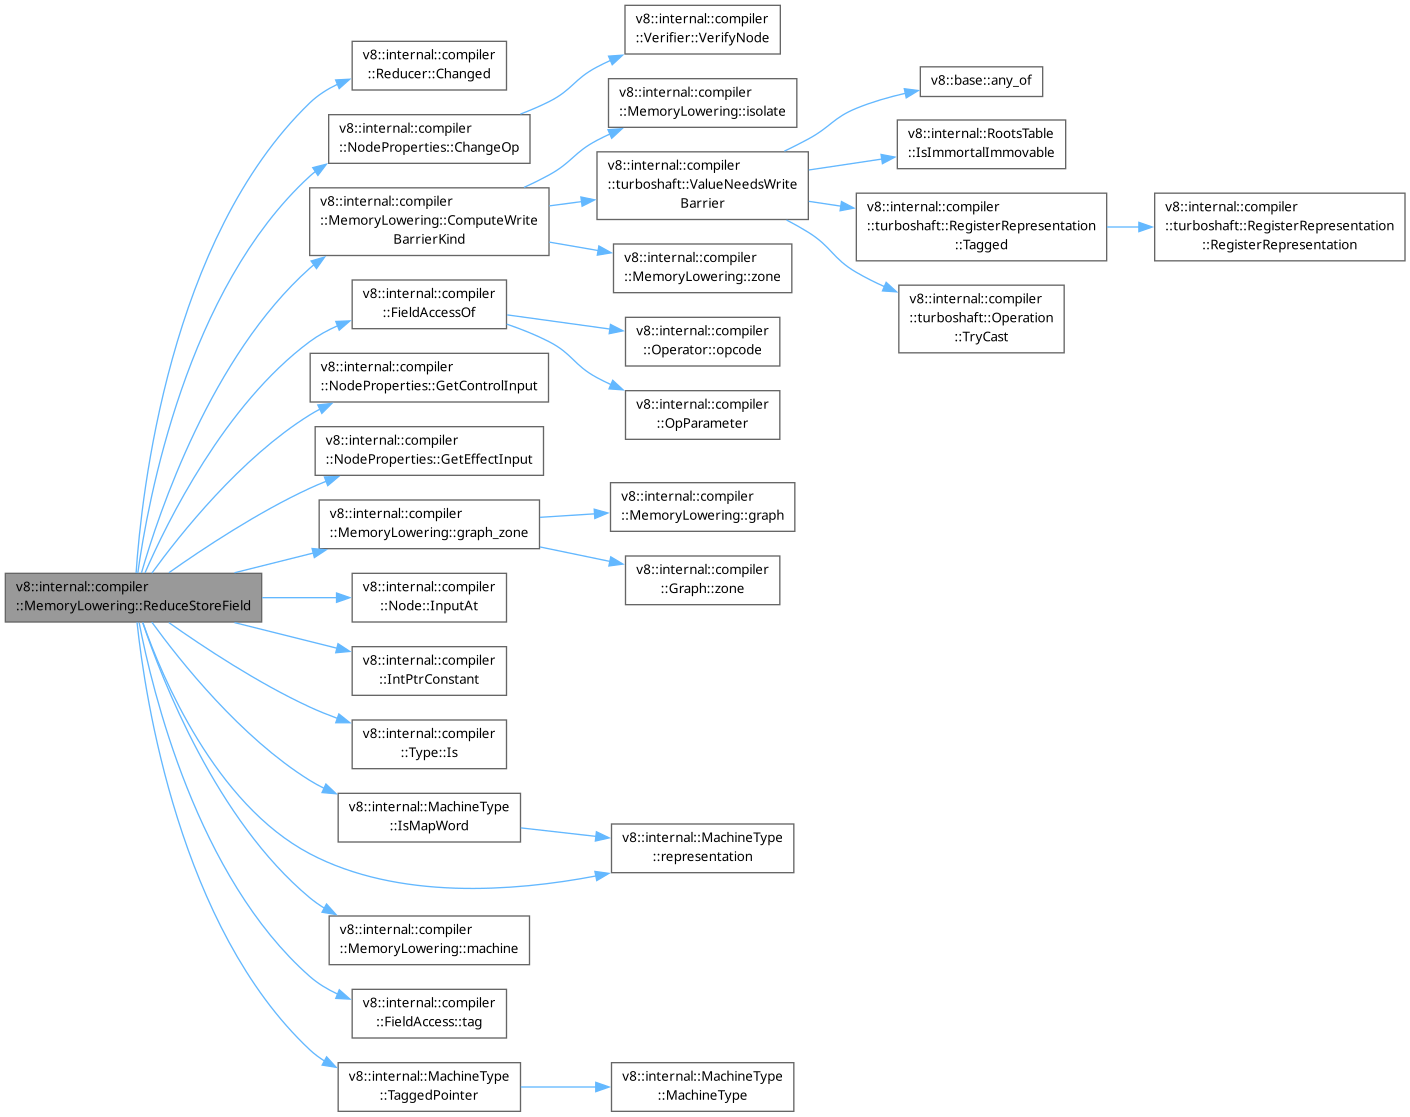 v8::internal::compiler
::MemoryLowering::ReduceStoreField
v8::internal::compiler
::Reducer::Changed
v8::internal::compiler
::NodeProperties::ChangeOp
v8::internal::compiler
::Verifier::VerifyNode
v8::internal::compiler
::MemoryLowering::ComputeWrite
BarrierKind
v8::internal::compiler
::MemoryLowering::isolate
v8::internal::compiler
::turboshaft::ValueNeedsWrite
Barrier
v8::base::any_of
v8::internal::RootsTable
::IsImmortalImmovable
v8::internal::compiler
::turboshaft::RegisterRepresentation
::Tagged
v8::internal::compiler
::turboshaft::RegisterRepresentation
::RegisterRepresentation
v8::internal::compiler
::turboshaft::Operation
::TryCast
v8::internal::compiler
::MemoryLowering::zone
v8::internal::compiler
::FieldAccessOf
v8::internal::compiler
::Operator::opcode
v8::internal::compiler
::OpParameter
v8::internal::compiler
::NodeProperties::GetControlInput
v8::internal::compiler
::NodeProperties::GetEffectInput
v8::internal::compiler
::MemoryLowering::graph_zone
v8::internal::compiler
::MemoryLowering::graph
v8::internal::compiler
::Graph::zone
v8::internal::compiler
::Node::InputAt
v8::internal::compiler
::IntPtrConstant
v8::internal::compiler
::Type::Is
v8::internal::MachineType
::IsMapWord
v8::internal::MachineType
::representation
v8::internal::compiler
::MemoryLowering::machine
v8::internal::compiler
::FieldAccess::tag
v8::internal::MachineType
::TaggedPointer
v8::internal::MachineType
::MachineType